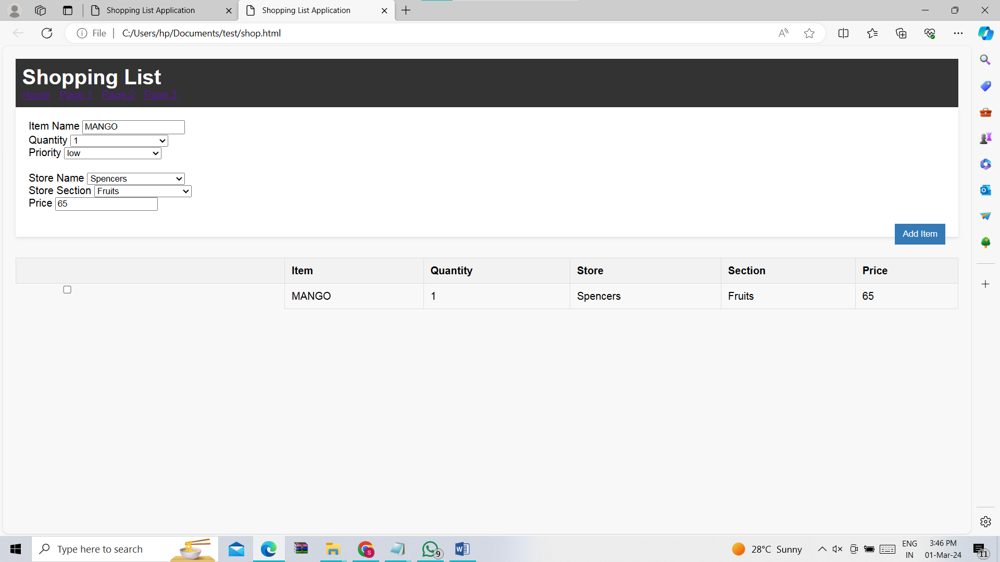 Shopping List Application
Shopping List Application
File
C:/Users/hp/Documents/test/shop.html
Shopping List
Home Page 1 Page 2 Page 3
Item Name MANGO
Quantity 1
Priority low
Store Name Spencers
Store Section Fruits
Price 65
Add Item
Item Quantity Store Section Price
MANGO 1 Spencers Fruits 65
Type here to search
S
9
W
28°C Sunny
ENG
IN
3:46 PM
01-Mar-24
11